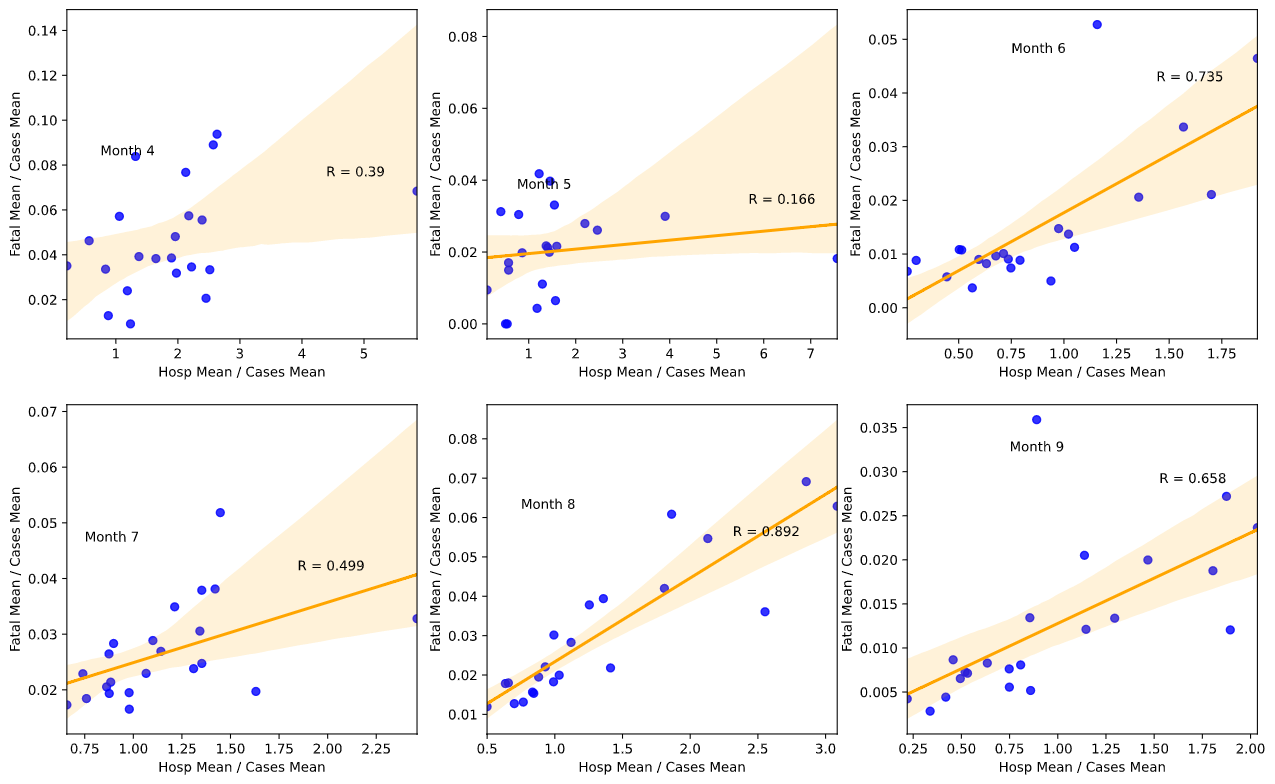 0.14
0.12
0.10
0.08
0.06
0.04
0.02
Fatal Mean / Cases Mean
Month 4
R = 0.39
1 2 3 4 5
Hosp Mean / Cases Mean
0.08
0.06
0.04
0.02
0.00
Fatal Mean / Cases Mean
Month 5
R = 0.166
1 2 3 4 5 6 7
Hosp Mean / Cases Mean
0.05
0.04
0.03
0.02
0.01
0.00
Fatal Mean / Cases Mean
Month 6
R = 0.735
0.50 0.75 1.00 1.25 1.50 1.75
Hosp Mean / Cases Mean
0.07
0.06
0.05
0.04
0.03
0.02
Fatal Mean / Cases Mean
Month 7
R = 0.499
0.75 1.00 1.25 1.50 1.75 2.00 2.25
Hosp Mean / Cases Mean
0.08
0.07
0.06
0.05
0.04
0.03
0.02
0.01
Fatal Mean / Cases Mean
Month 8
R = 0.892
0.5 1.0 1.5 2.0 2.5 3.0
Hosp Mean / Cases Mean
0.035
0.030
0.025
0.020
0.015
0.010
0.005
Fatal Mean / Cases Mean
Month 9
R = 0.658
0.25 0.50 0.75 1.00 1.25 1.50 1.75 2.00
Hosp Mean / Cases Mean